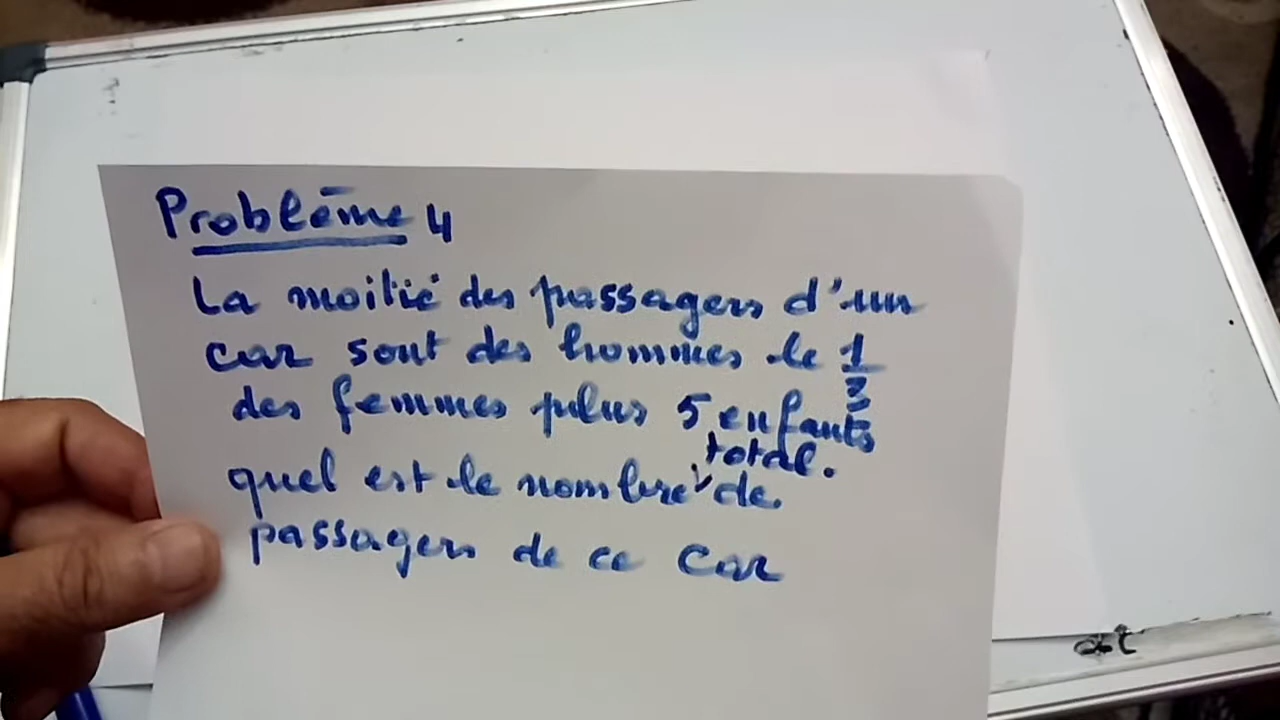 Problème 4
La moitié des passagers d'un
car sont des hommes le 1/3
des femmes plus 5 enfants
total.
quel est le nombre de
passagers de ce car